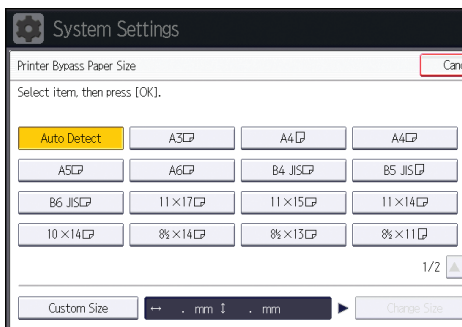 System Settings
Printer Bypass Paper Size
Canc
Select item, then press [OK].
Auto Detect A3 A4 A4
A5 A6 B4 JIS B5 JIS
B6 JIS 11×17 11×15 11×14
10×14 8½×14 8½×13 8½×11
1/2
Custom Size ↔ . mm ↕ . mm ▶ Change Size